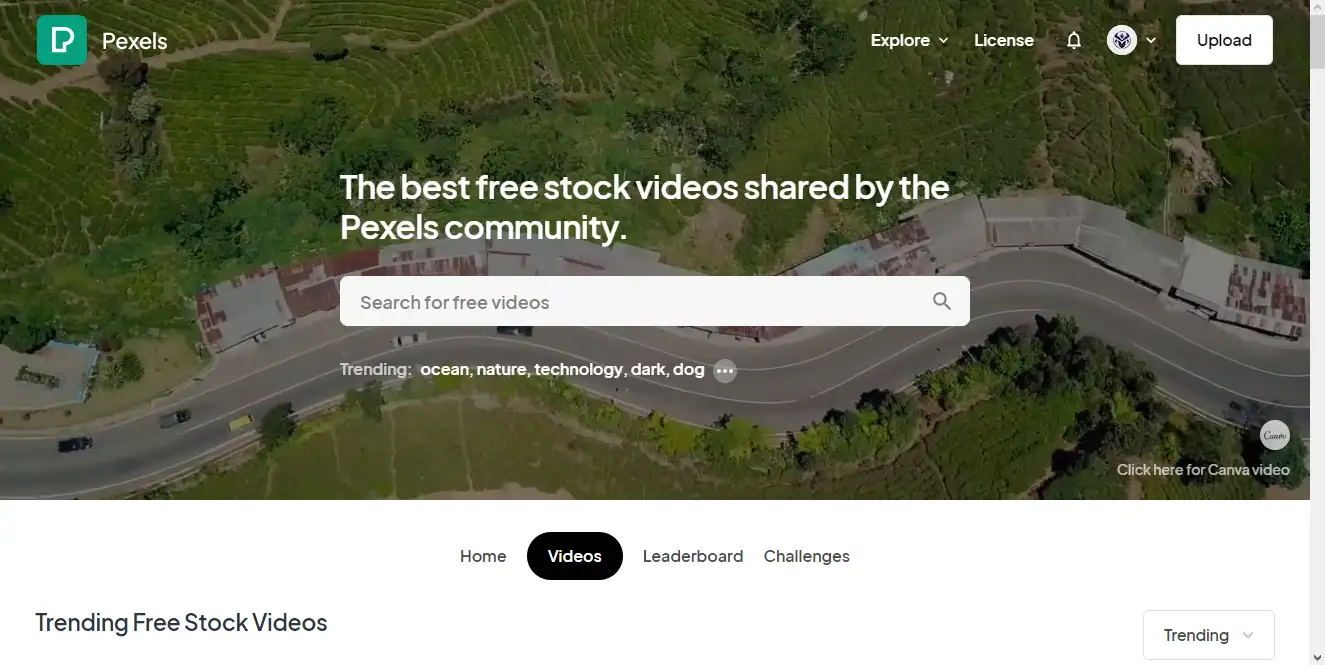 Pexels
Explore
License
Upload
The best free stock videos shared by the
Pexels community.
Search for free videos
Trending: ocean, nature, technology, dark, dog
Canva
Click here for Canva video
Home
Videos
Leaderboard
Challenges
Trending Free Stock Videos
Trending